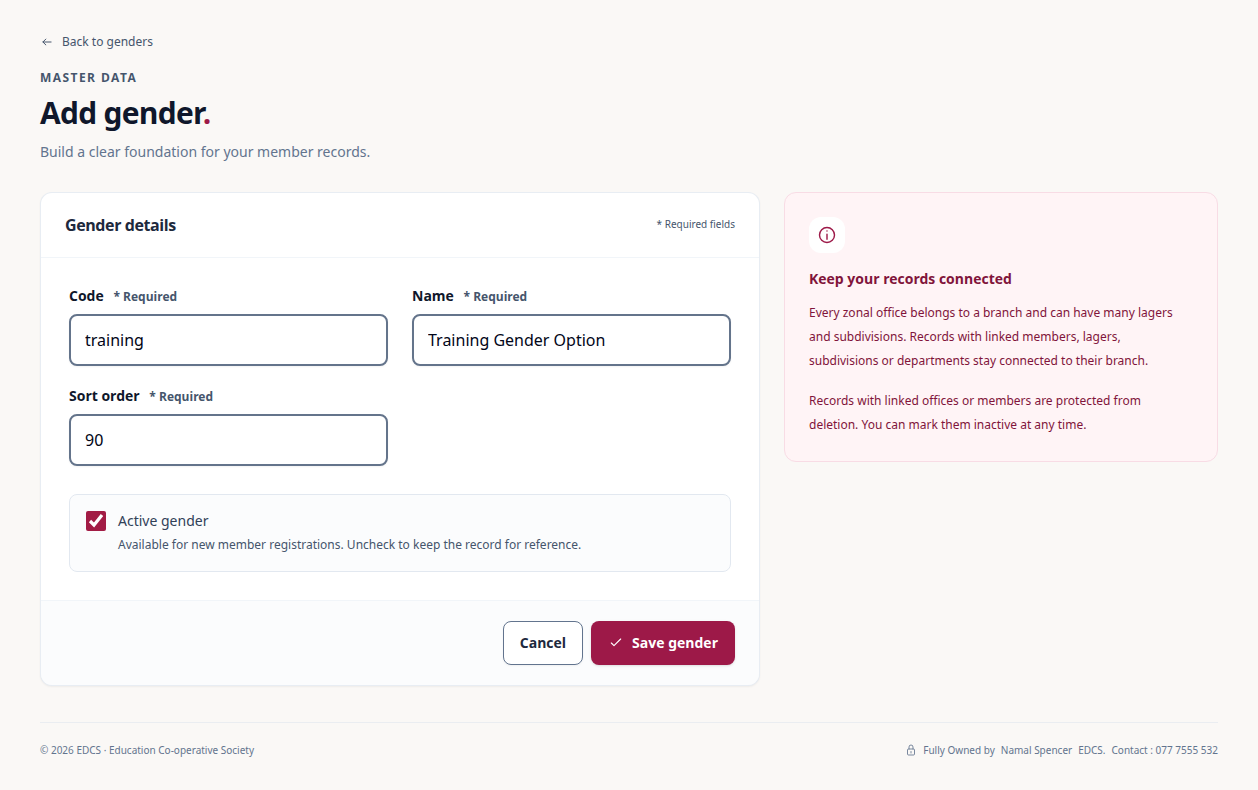 ← Back to genders
MASTER DATA
Add gender.
Build a clear foundation for your member records.
Gender details
* Required fields
Code * Required
training
Name * Required
Training Gender Option
Sort order * Required
90
Active gender
Available for new member registrations. Uncheck to keep the record for reference.
Cancel
Save gender
Keep your records connected
Every zonal office belongs to a branch and can have many lagers
and subdivisions. Records with linked members, lagers,
subdivisions or departments stay connected to their branch.
Records with linked offices or members are protected from
deletion. You can mark them inactive at any time.
© 2026 EDCS · Education Co-operative Society
Fully Owned by Namal Spencer EDCS. Contact : 077 7555 532